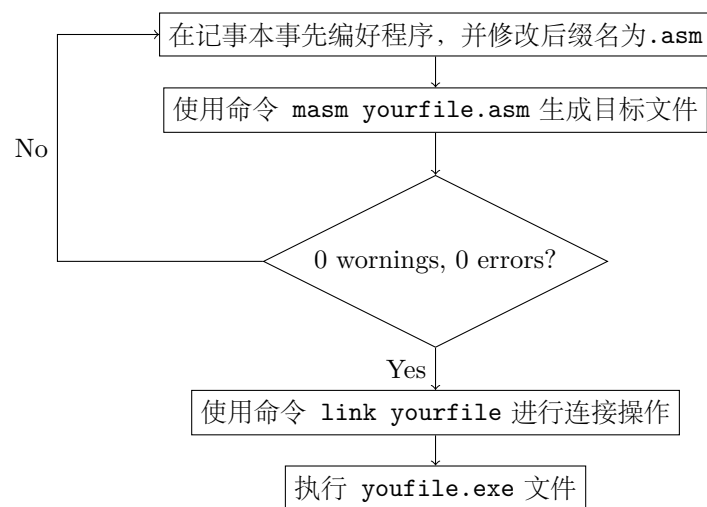 在记事本事先编好程序，并修改后缀名为.asm
使用命令 masm yourfile.asm 生成目标文件
No
0 wornings, 0 errors?
Yes
使用命令 link yourfile 进行连接操作
执行 youfile.exe 文件